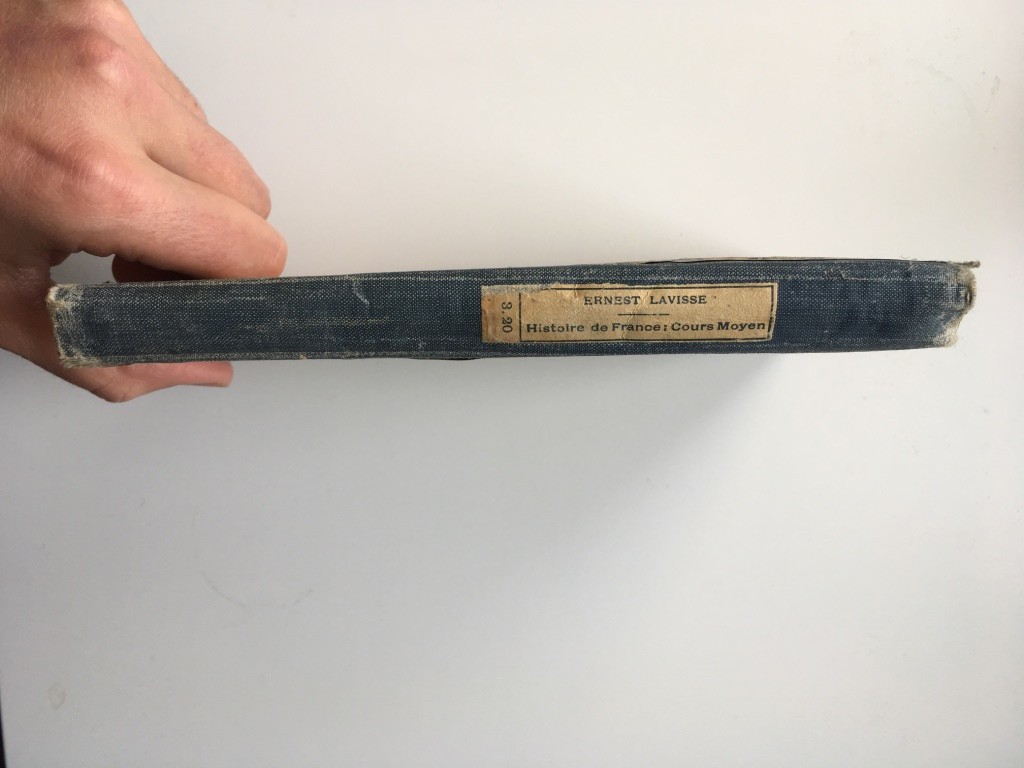 ERNEST LAVISSE
Histoire de France : Cours Moyen
3.20